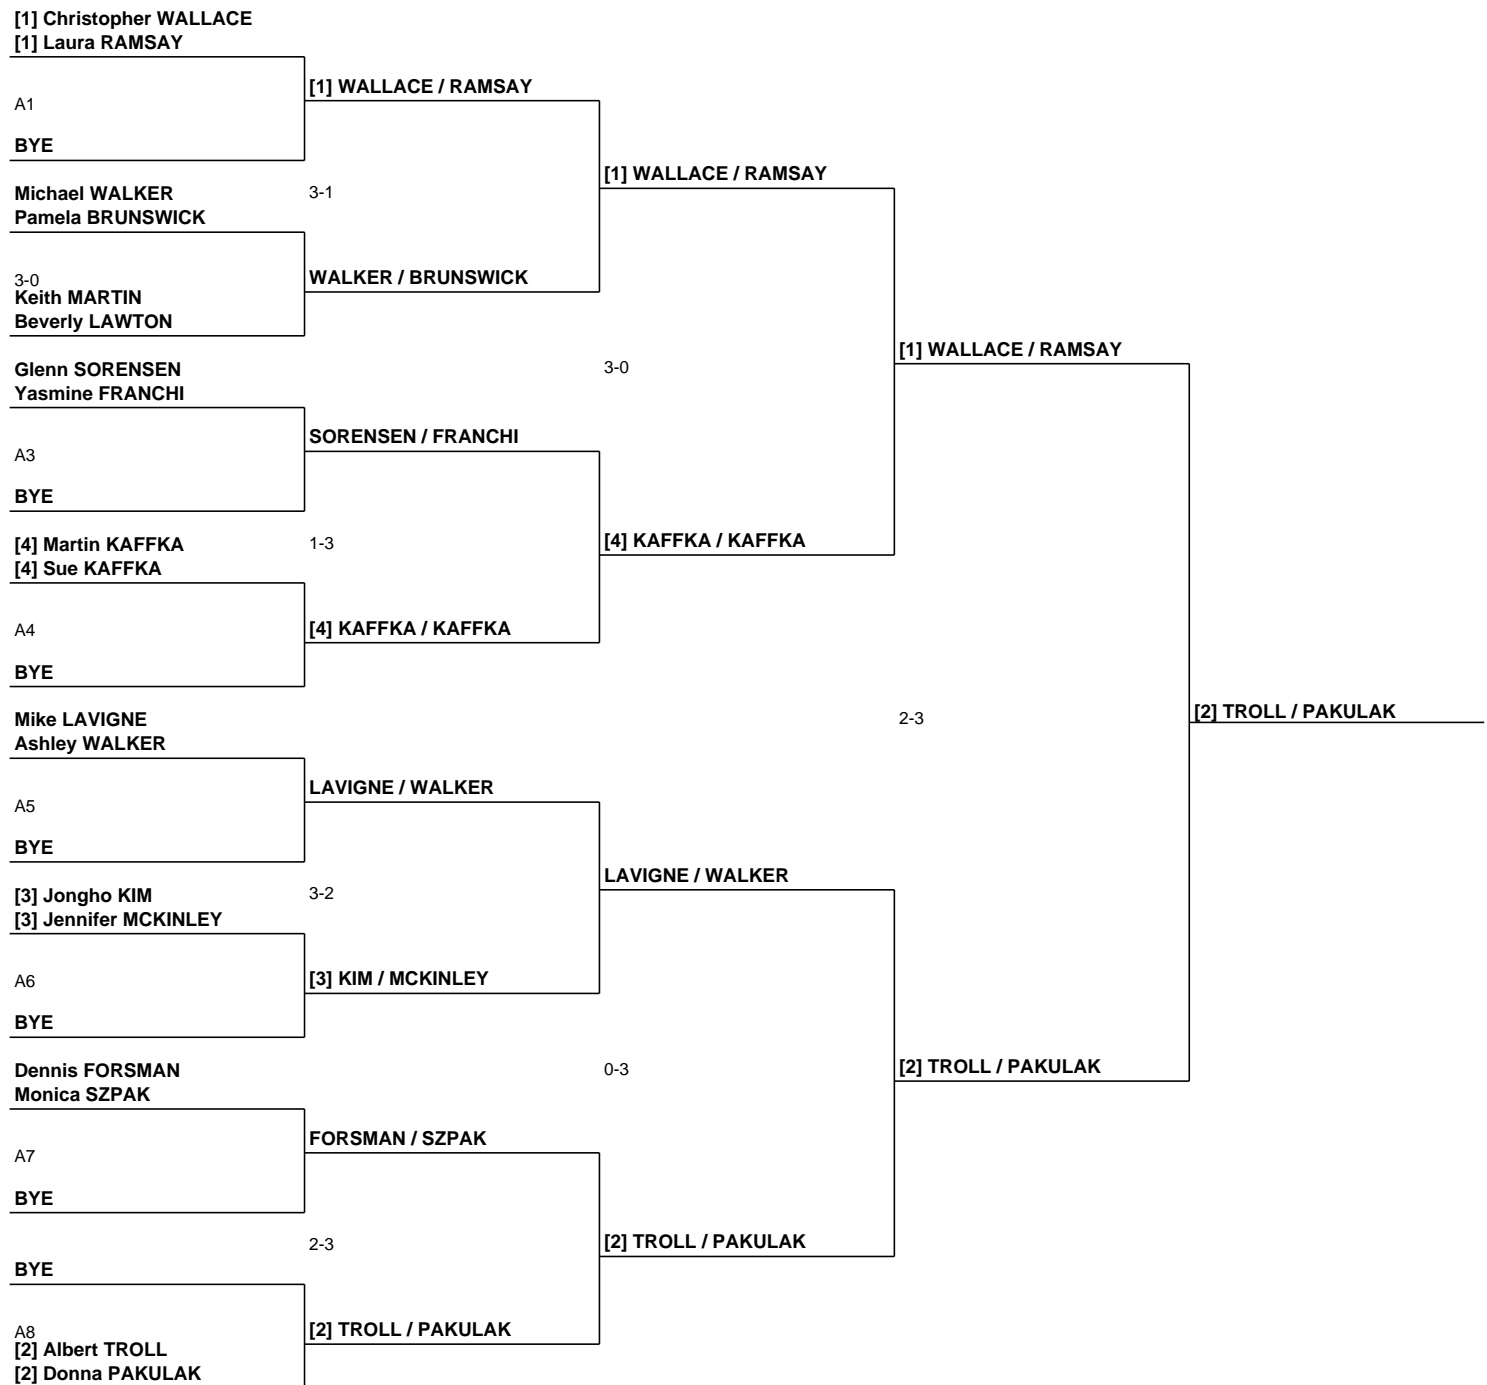 [1] Christopher WALLACE
[1] Laura RAMSAY
[1] WALLACE / RAMSAY
A1
BYE
[1] WALLACE / RAMSAY
Michael WALKER
3-1
Pamela BRUNSWICK
WALKER / BRUNSWICK
3-0
Keith MARTIN
Beverly LAWTON
[1] WALLACE / RAMSAY
Glenn SORENSEN
3-0
Yasmine FRANCHI
SORENSEN / FRANCHI
A3
BYE
[4] Martin KAFFKA
1-3
[4] KAFFKA / KAFFKA
[4] Sue KAFFKA
A4
[4] KAFFKA / KAFFKA
BYE
Mike LAVIGNE
2-3
[2] TROLL / PAKULAK
Ashley WALKER
LAVIGNE / WALKER
A5
BYE
LAVIGNE / WALKER
[3] Jongho KIM
3-2
[3] Jennifer MCKINLEY
A6
[3] KIM / MCKINLEY
BYE
Dennis FORSMAN
0-3
[2] TROLL / PAKULAK
Monica SZPAK
FORSMAN / SZPAK
A7
BYE
2-3
[2] TROLL / PAKULAK
BYE
A8
[2] TROLL / PAKULAK
[2] Albert TROLL
[2] Donna PAKULAK